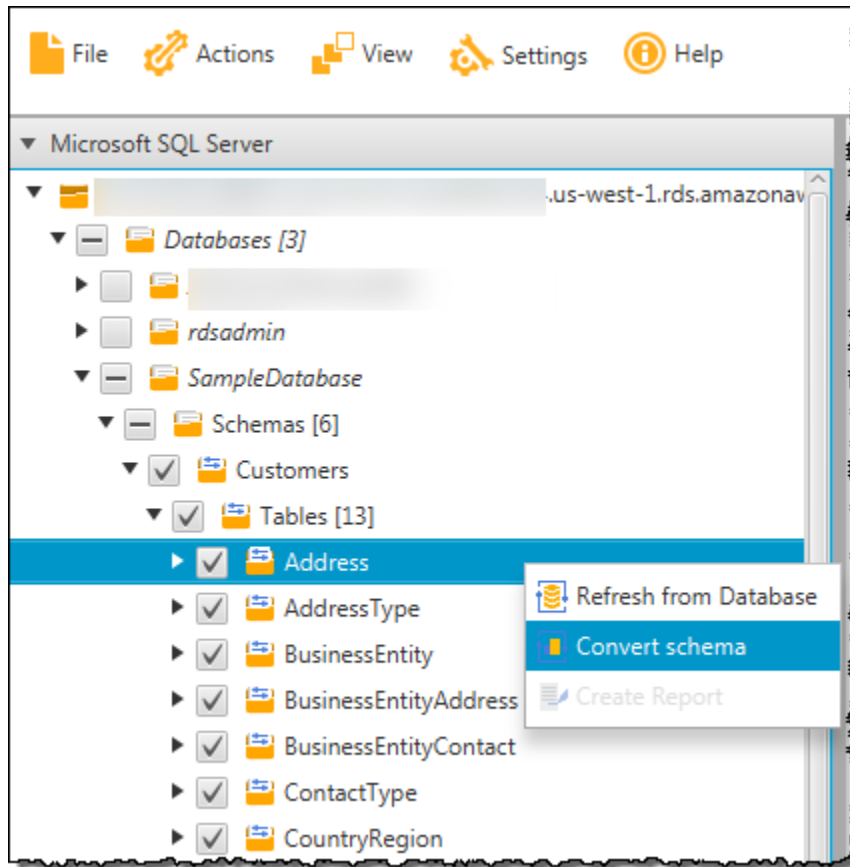 File Actions View Settings Help
Microsoft SQL Server
.us-west-1.rds.amazonav
Databases [3]
rdsadmin
SampleDatabase
Schemas [6]
Customers
Tables [13]
Address
Refresh from Database
AddressType
Convert schema
BusinessEntity
Create Report
BusinessEntityAddress
BusinessEntityContact
ContactType
CountryRegion